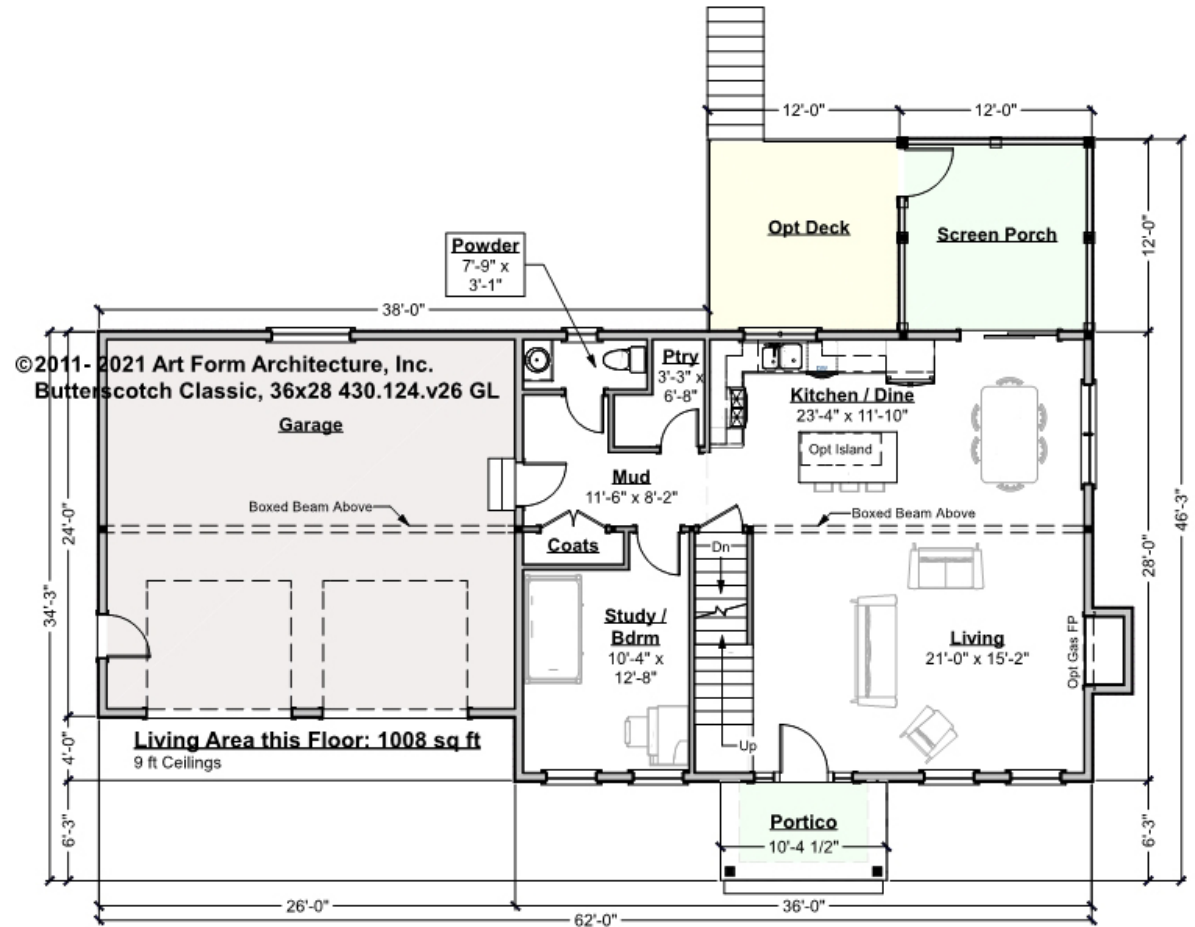 12'-0"
12'-0"
Opt Deck
Screen Porch
12'-0"
Powder
7'-9" x
3'-1"
38'-0"
©2011- 2021 Art Form Architecture, Inc.
Butterscotch Classic, 36x28 430.124.v26 GL
Garage
Ptry
3'-3" x
6'-8"
Kitchen / Dine
23'-4" x 11'-10"
Opt Island
Mud
11'-6" x 8'-2"
Boxed Beam Above
Boxed Beam Above
24'-0"
34'-3"
46'-3"
28'-0"
Coats
Dn
Study /
Bdrm
10'-4" x
12'-8"
Living
21'-0" x 15'-2"
Opt Gas FP
Living Area this Floor: 1008 sq ft
9 ft Ceilings
Up
4'-0"
6'-3"
6'-3"
Portico
10'-4 1/2"
26'-0"
36'-0"
62'-0"